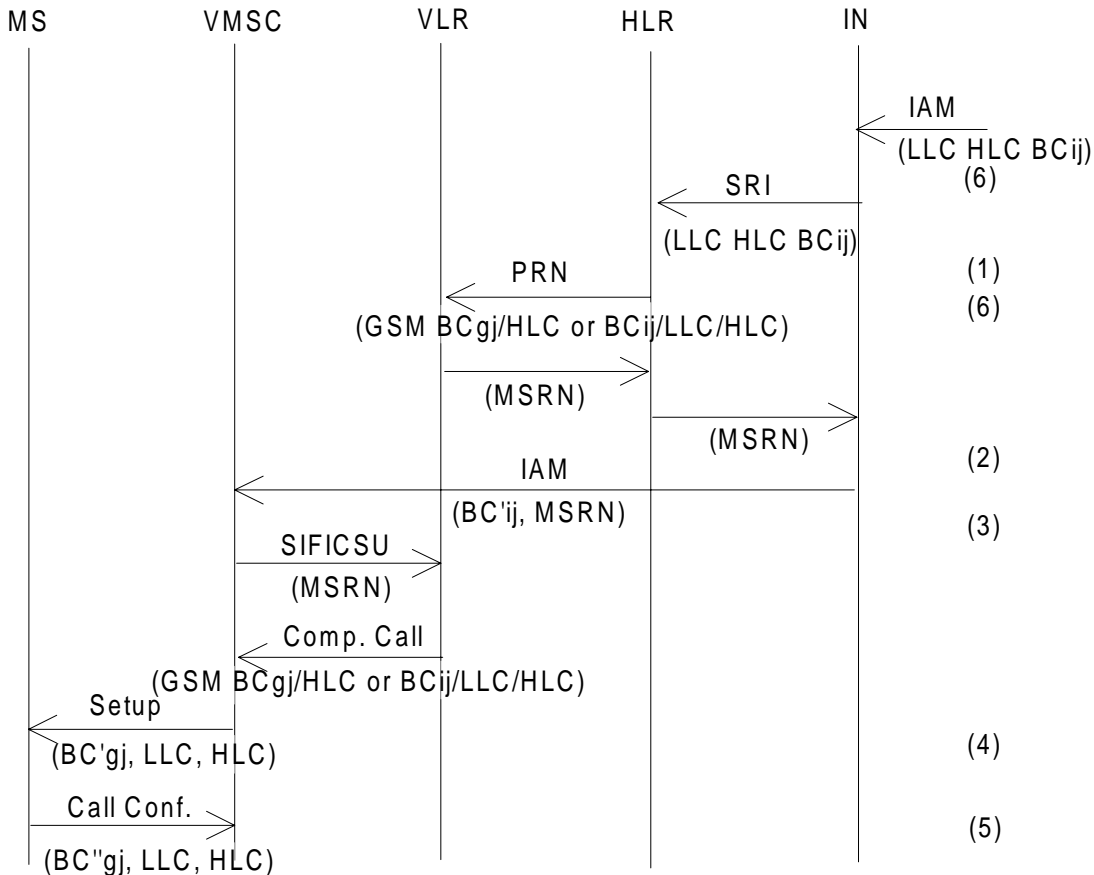 MS VMSC VLR HLR IN
IAM
(LLC HLC BCij)
(6)
SRI
(LLC HLC BCij)
(1)
PRN
(6)
(GSM BCgj/HLC or BCij/LLC/HLC)
(MSRN)
(MSRN)
(2)
IAM
(BC'ij, MSRN)
(3)
SIFICSU
(MSRN)
Comp. Call
(GSM BCgj/HLC or BCij/LLC/HLC)
Setup
(BC'gj, LLC, HLC)
(4)
Call Conf.
(5)
(BC''gj, LLC, HLC)